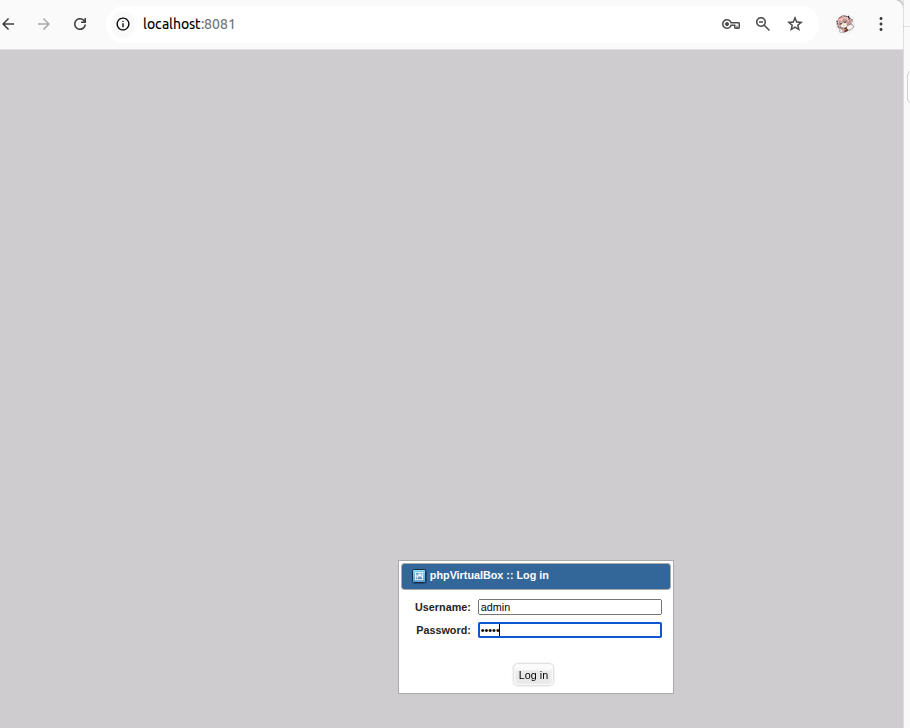 localhost:8081
phpVirtualBox :: Log in
Username: admin
Password: •••••
Log in